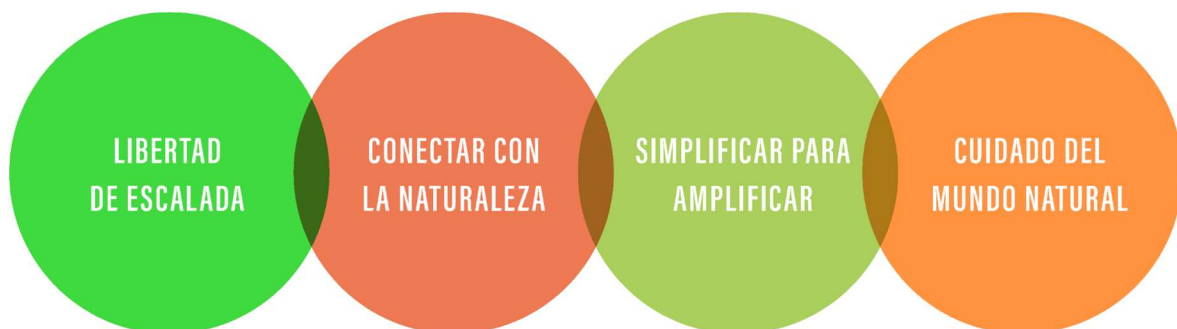 LIBERTAD
DE ESCALADA
CONECTAR CON
LA NATURALEZA
SIMPLIFICAR PARA
AMPLIFICAR
CUIDADO DEL
MUNDO NATURAL